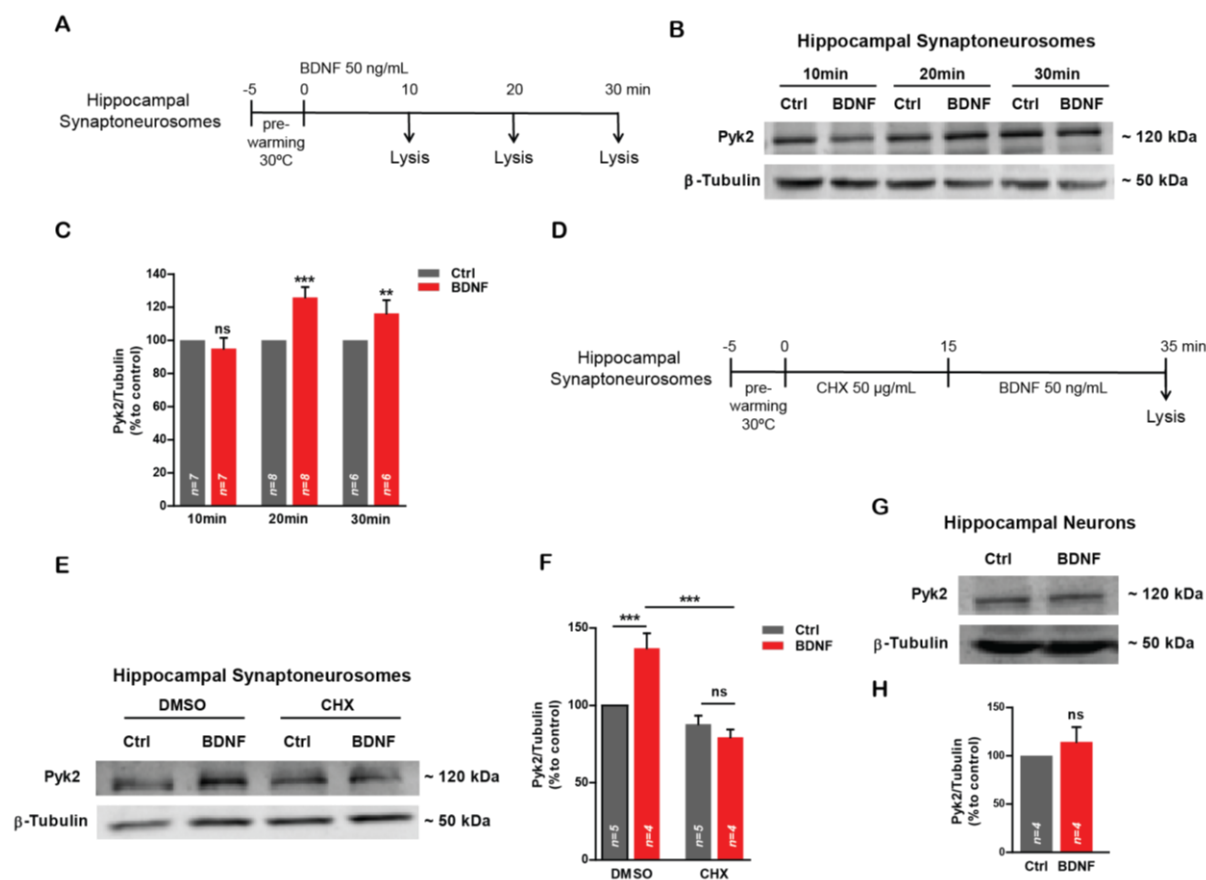 A
BDNF 50 ng/mL
-5 0 10 20 30 min
Hippocampal
Synaptoneurosomes
pre-
warming
30ºC
Lysis Lysis Lysis
B
Hippocampal Synaptoneurosomes
10min 20min 30min
Ctrl BDNF Ctrl BDNF Ctrl BDNF
Pyk2 ~ 120 kDa
β-Tubulin ~ 50 kDa
C
Pyk2/Tubulin
(% to control)
140
120
100
80
60
40
20
0
ns
***
**
n=7 n=7 n=8 n=8 n=6 n=6
10min 20min 30min
Ctrl
BDNF
D
-5 0 15 35 min
Hippocampal
Synaptoneurosomes
pre-
warming
30ºC
CHX 50 µg/mL BDNF 50 ng/mL
Lysis
E
Hippocampal Synaptoneurosomes
DMSO CHX
Ctrl BDNF Ctrl BDNF
Pyk2 ~ 120 kDa
β-Tubulin ~ 50 kDa
F
Pyk2/Tubulin
(% to control)
150
100
50
0
***
***
ns
n=5 n=4 n=5 n=4
DMSO CHX
Ctrl
BDNF
G
Hippocampal Neurons
Ctrl BDNF
Pyk2 ~ 120 kDa
β-Tubulin ~ 50 kDa
H
Pyk2/Tubulin
(% to control)
150
100
50
0
ns
n=4 n=4
Ctrl BDNF